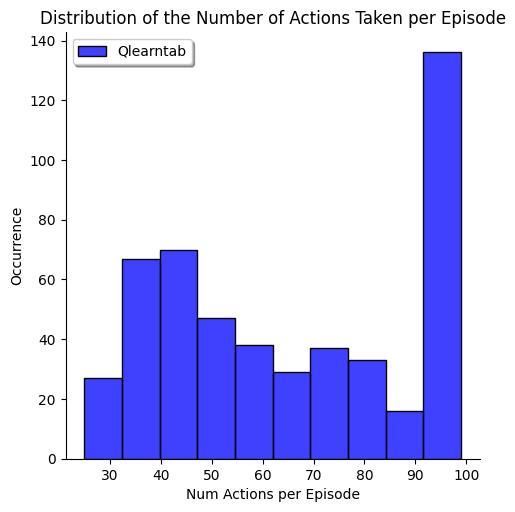 Distribution of the Number of Actions Taken per Episode
Qlearntab
Occurrence
140
120
100
80
60
40
20
0
30 40 50 60 70 80 90 100
Num Actions per Episode